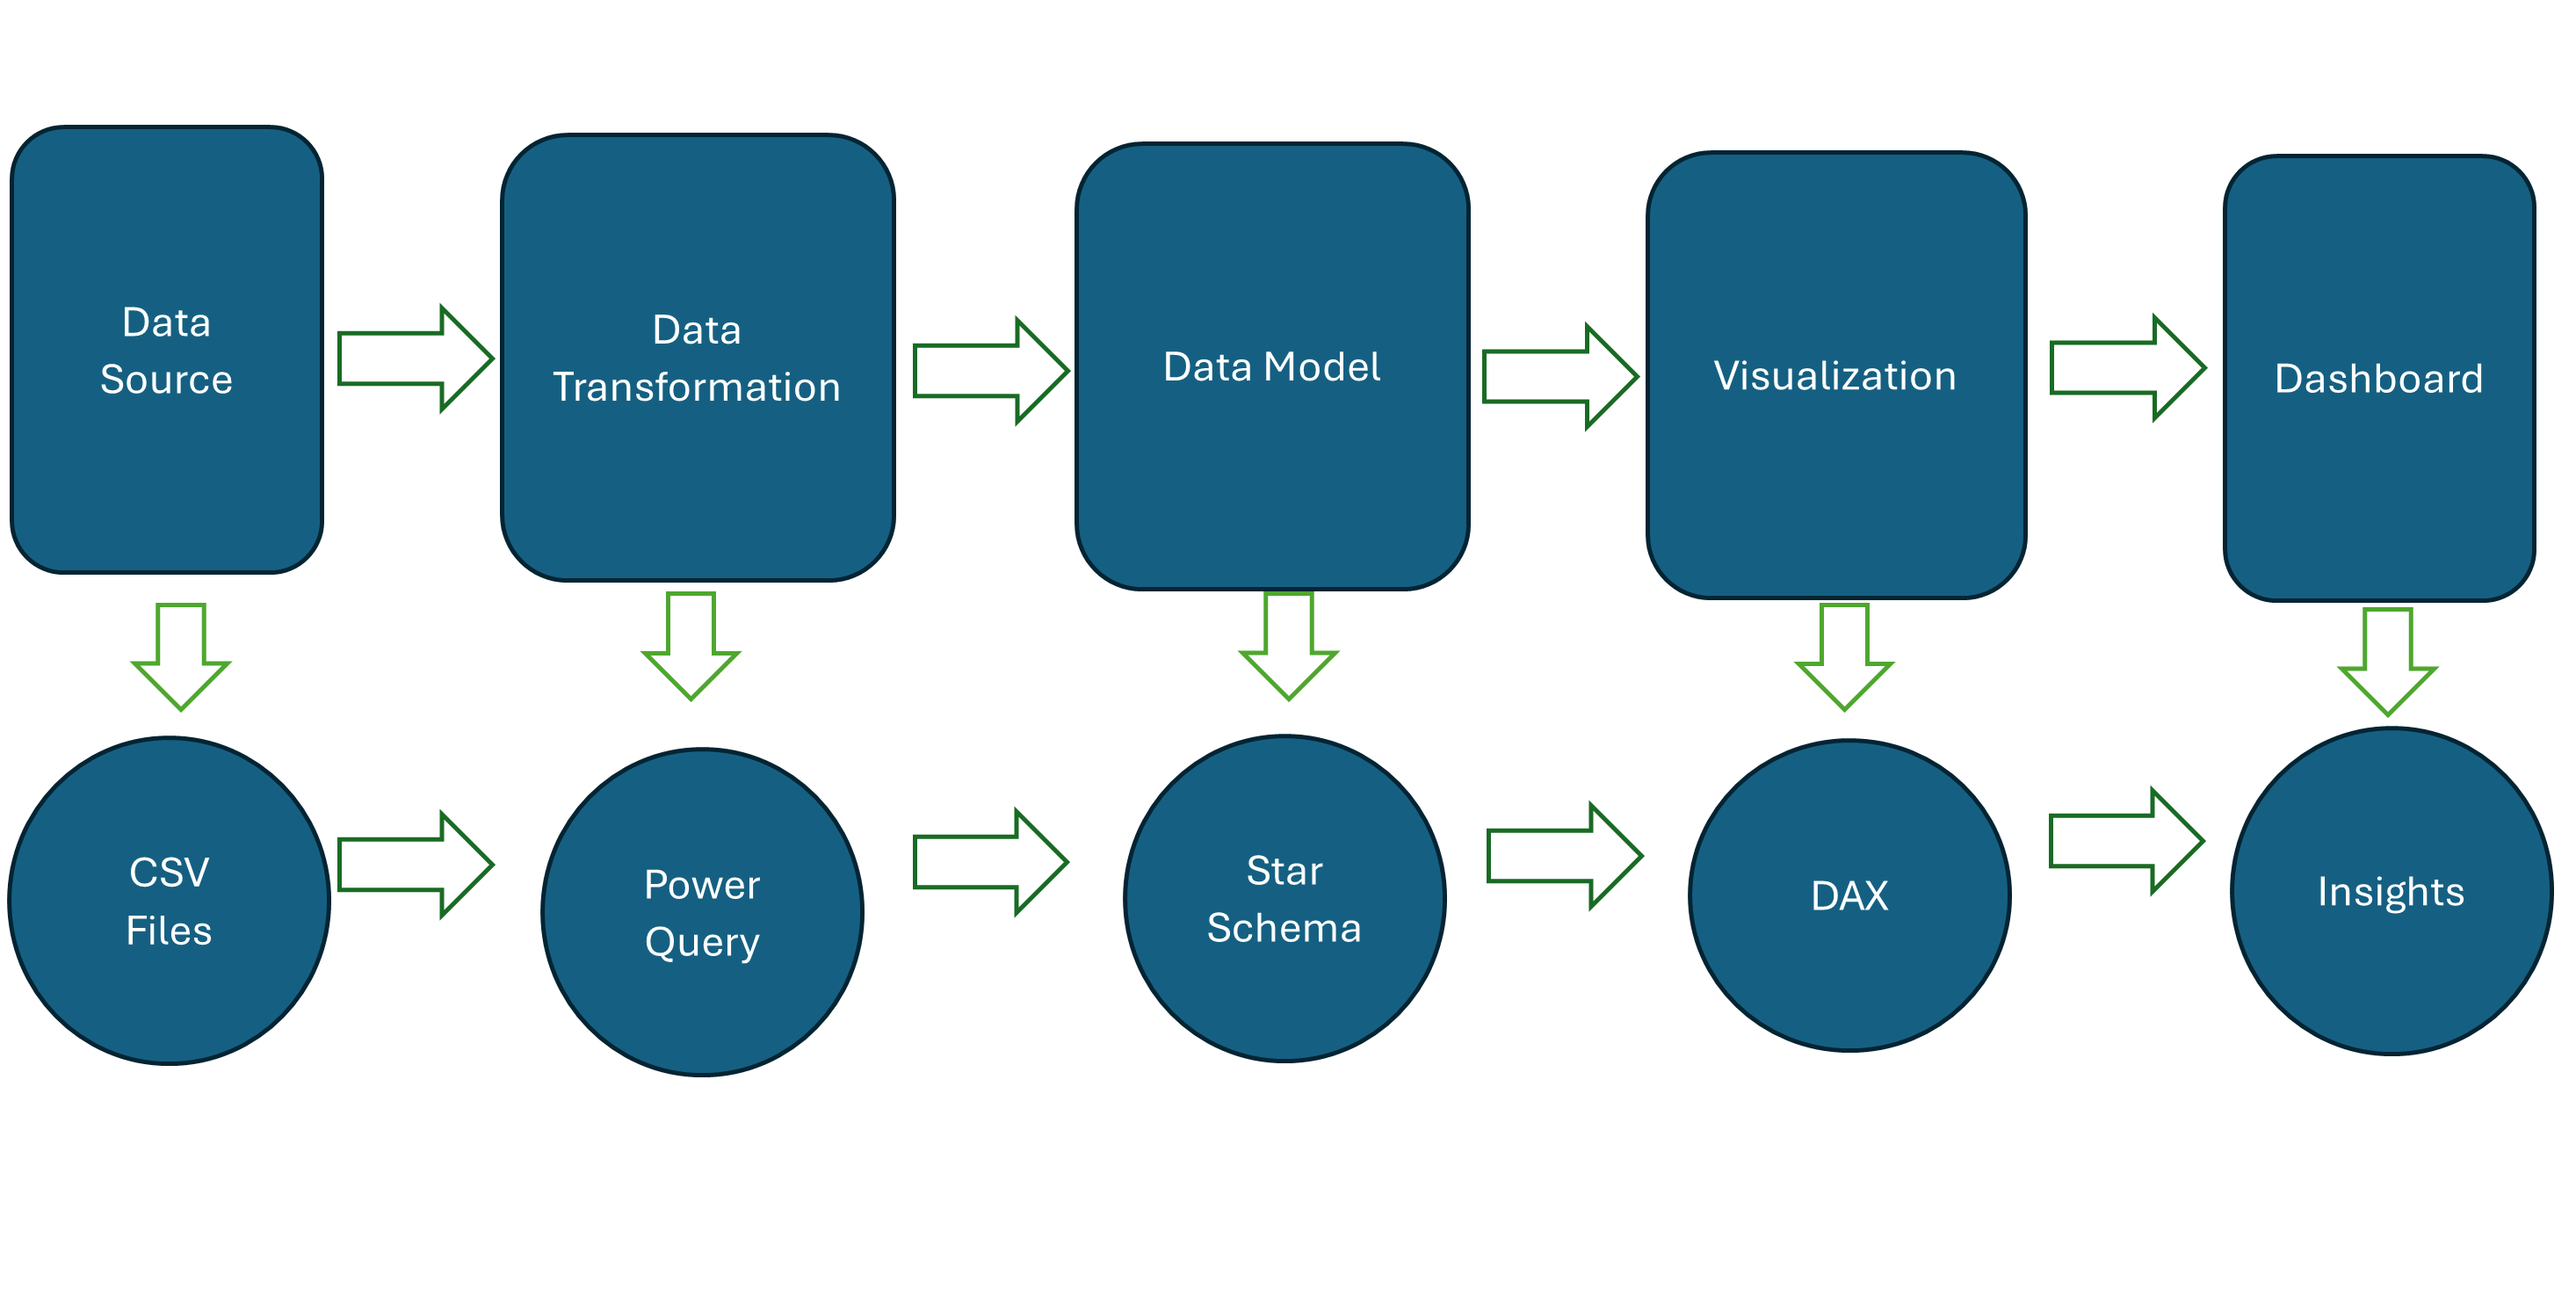 Data
Source
Data
Transformation
Data Model
Visualization
Dashboard
CSV
Files
Power
Query
Star
Schema
DAX
Insights